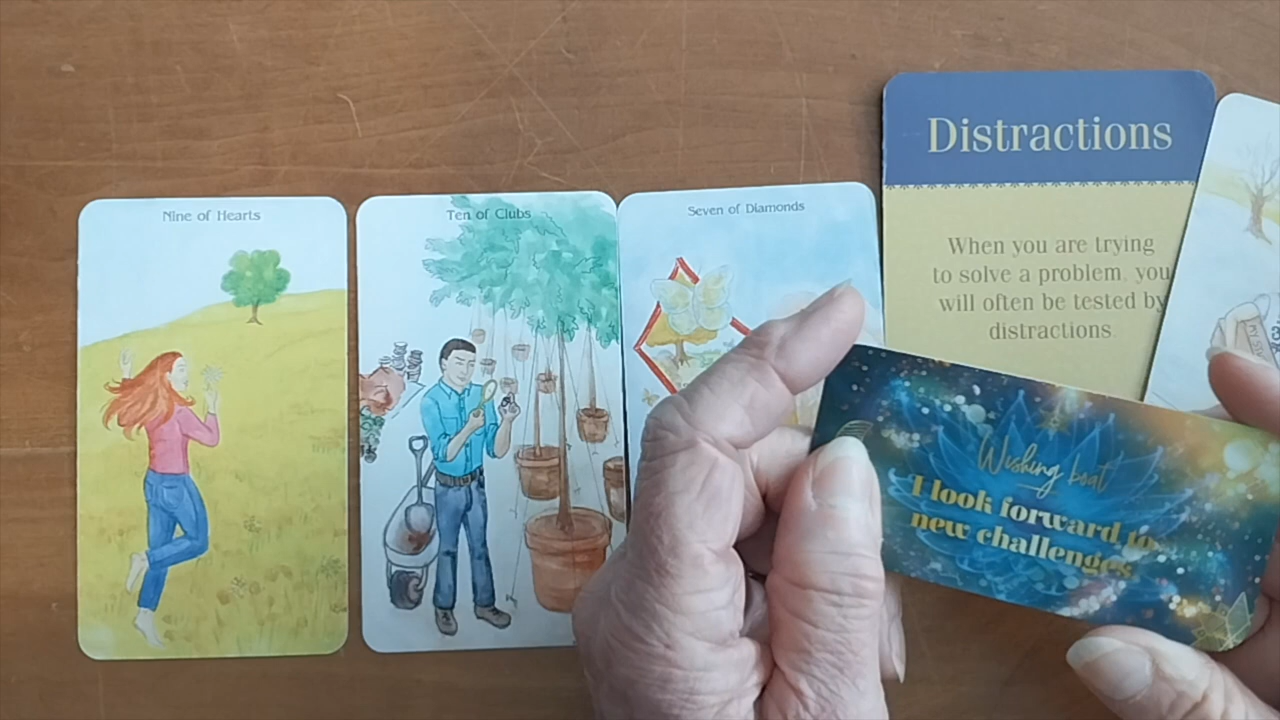 Nine of Hearts
Ten of Clubs
Seven of Diamonds
Distractions
When you are trying
to solve a problem, you
will often be tested by
distractions.
Wishing boat
I look forward to
new challenges